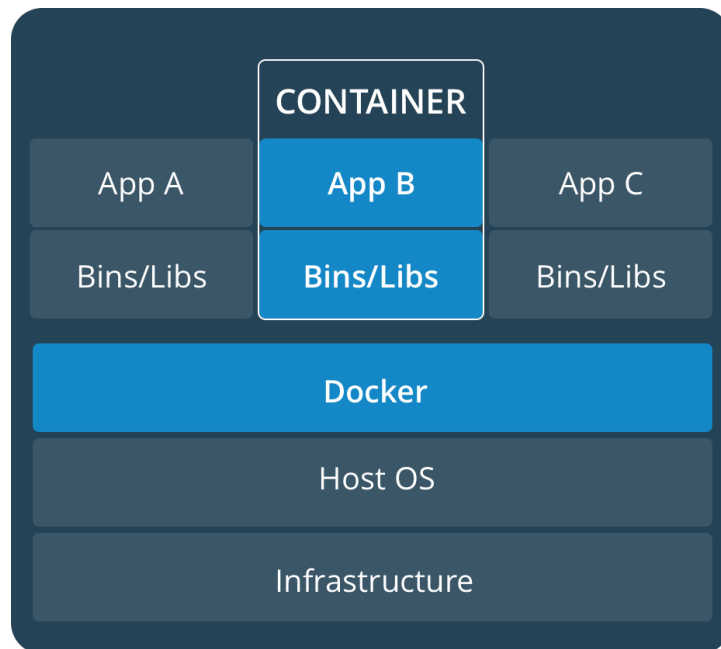 CONTAINER
App A
App B
App C
Bins/Libs
Bins/Libs
Bins/Libs
Docker
Host OS
Infrastructure